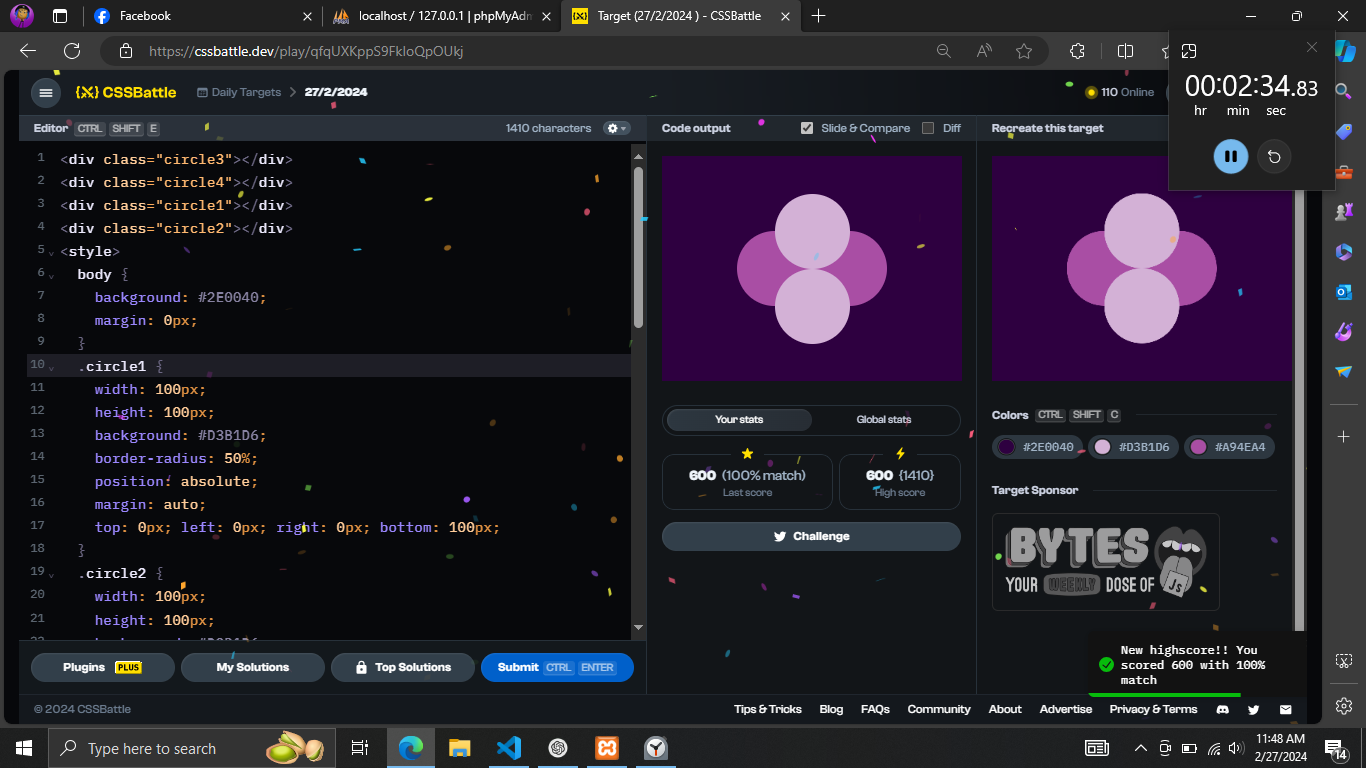 Facebook
localhost / 127.0.0.1 | phpMyAdm
Target (27/2/2024 ) - CSSBattle
https://cssbattle.dev/play/qfqUXKppS9FkIoQpOUkj
00:02:34.83
hr min sec
CSSBattle
Daily Targets
27/2/2024
110 Online
Editor CTRL SHIFT E
1410 characters
Code output
Slide & Compare
Diff
Recreate this target
1 <div class="circle3"></div>
2 <div class="circle4"></div>
3 <div class="circle1"></div>
4 <div class="circle2"></div>
5 <style>
6 body {
7 background: #2E0040;
8 margin: 0px;
9 }
10 .circle1 {
11 width: 100px;
12 height: 100px;
13 background: #D3B1D6;
14 border-radius: 50%;
15 position: absolute;
16 margin: auto;
17 top: 0px; left: 0px; right: 0px; bottom: 100px;
18 }
19 .circle2 {
20 width: 100px;
21 height: 100px;
Your stats
Global stats
600 (100% match)
Last score
600 {1410}
High score
Challenge
Colors CTRL SHIFT C
#2E0040
#D3B1D6
#A94EA4
Target Sponsor
BYTES
YOUR WEEKLY DOSE OF JS
New highscore!! You
scored 600 with 100%
match
Plugins PLUS
My Solutions
Top Solutions
Submit CTRL ENTER
© 2024 CSSBattle
Tips & Tricks
Blog
FAQs
Community
About
Advertise
Privacy & Terms
Type here to search
11:48 AM
2/27/2024
14